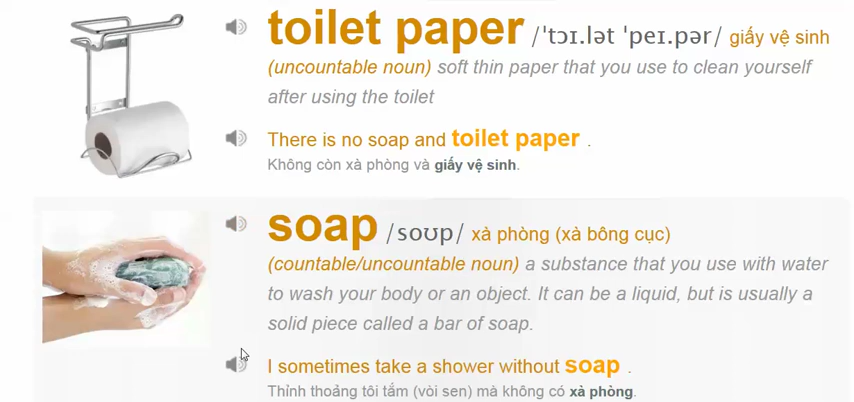 toilet paper /ˈtɔɪ.lət ˈpeɪ.pər/ giấy vệ sinh
(uncountable noun) soft thin paper that you use to clean yourself
after using the toilet
There is no soap and toilet paper .
Không còn xà phòng và giấy vệ sinh.
soap /soʊp/ xà phòng (xà bông cục)
(countable/uncountable noun) a substance that you use with water
to wash your body or an object. It can be a liquid, but is usually a
solid piece called a bar of soap.
I sometimes take a shower without soap .
Thỉnh thoảng tôi tắm (vòi sen) mà không có xà phòng.